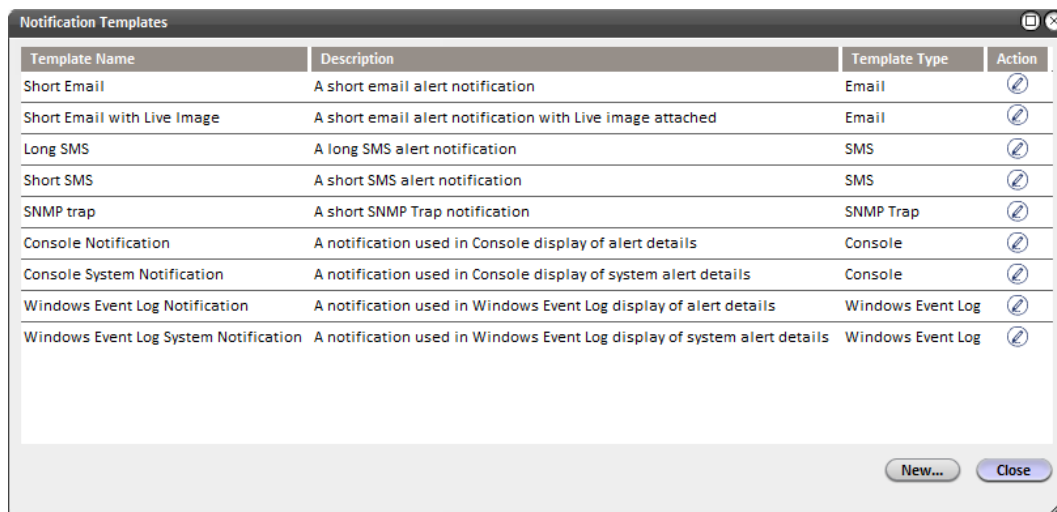 Notification Templates
Template Name Description Template Type Action
Short Email A short email alert notification Email
Short Email with Live Image A short email alert notification with Live image attached Email
Long SMS A long SMS alert notification SMS
Short SMS A short SMS alert notification SMS
SNMP trap A short SNMP Trap notification SNMP Trap
Console Notification A notification used in Console display of alert details Console
Console System Notification A notification used in Console display of system alert details Console
Windows Event Log Notification A notification used in Windows Event Log display of alert details Windows Event Log
Windows Event Log System Notification A notification used in Windows Event Log display of system alert details Windows Event Log
New... Close